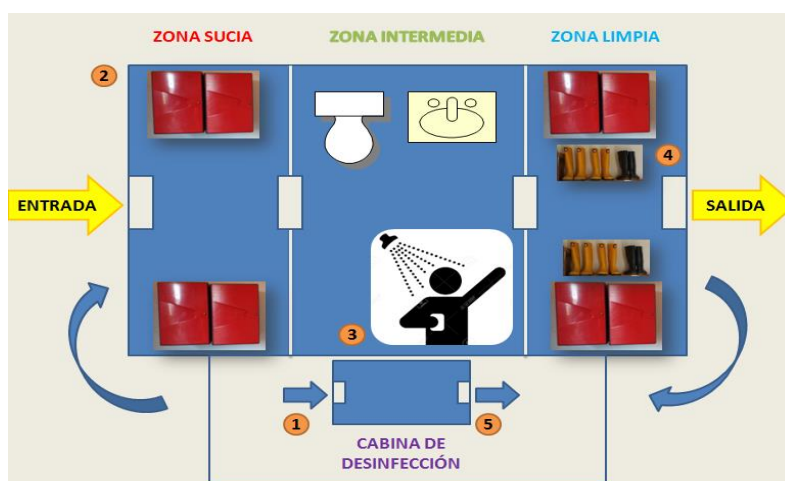 ZONA SUCIA
ZONA INTERMEDIA
ZONA LIMPIA
2
4
ENTRADA
SALIDA
3
1
5
CABINA DE
DESINFECCIÓN